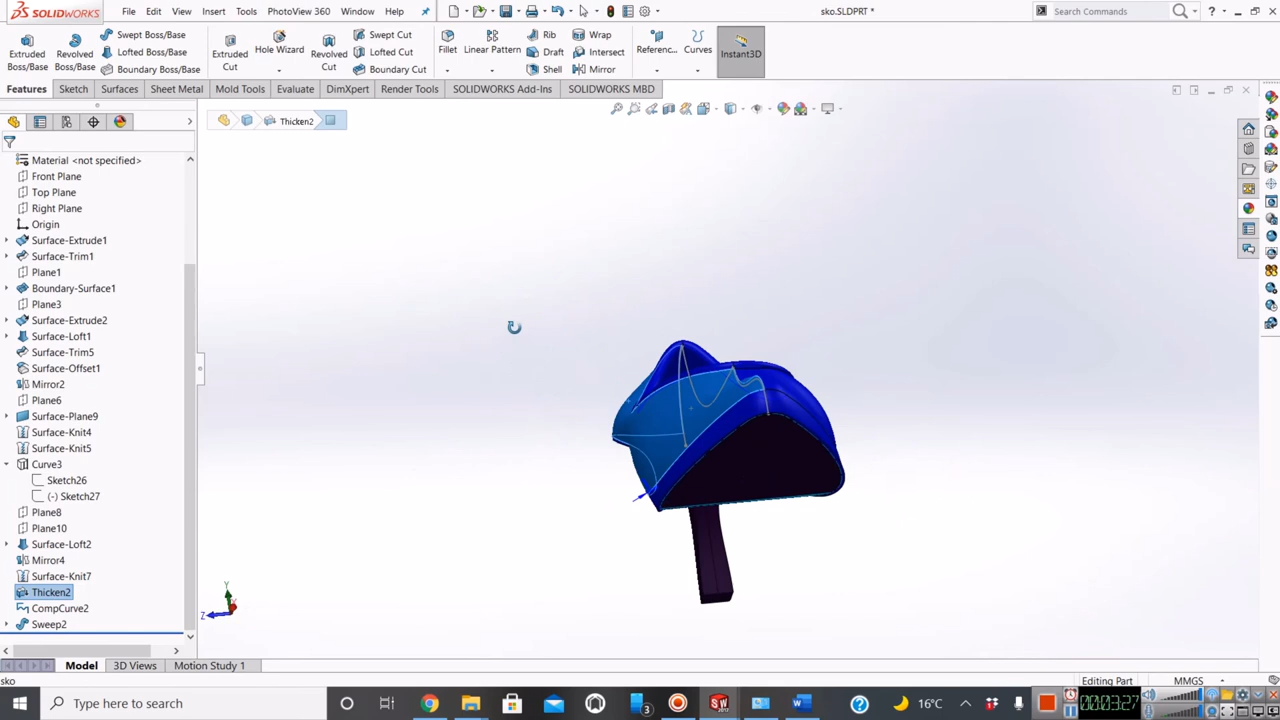 SOLIDWORKS File Edit View Insert Tools PhotoView 360 Window Help sko.SLDPRT * Search Commands
Extruded Boss/Base Revolved Boss/Base Swept Boss/Base Lofted Boss/Base Boundary Boss/Base Extruded Cut Hole Wizard Revolved Cut Swept Cut Lofted Cut Boundary Cut Fillet Linear Pattern Rib Draft Shell Wrap Intersect Mirror Referenc... Curves Instant3D
Features Sketch Surfaces Sheet Metal Mold Tools Evaluate DimXpert Render Tools SOLIDWORKS Add-Ins SOLIDWORKS MBD
Thicken2
Material <not specified>
Front Plane
Top Plane
Right Plane
Origin
Surface-Extrude1
Surface-Trim1
Plane1
Boundary-Surface1
Plane3
Surface-Extrude2
Surface-Loft1
Surface-Trim5
Surface-Offset1
Mirror2
Plane6
Surface-Plane9
Surface-Knit4
Surface-Knit5
Curve3
Sketch26
(-) Sketch27
Plane8
Plane10
Surface-Loft2
Mirror4
Surface-Knit7
Thicken2
CompCurve2
Sweep2
Y
Z
Model 3D Views Motion Study 1
sko Editing Part MMGS
Type here to search 3 SW 2017 W 16°C 00:03:27